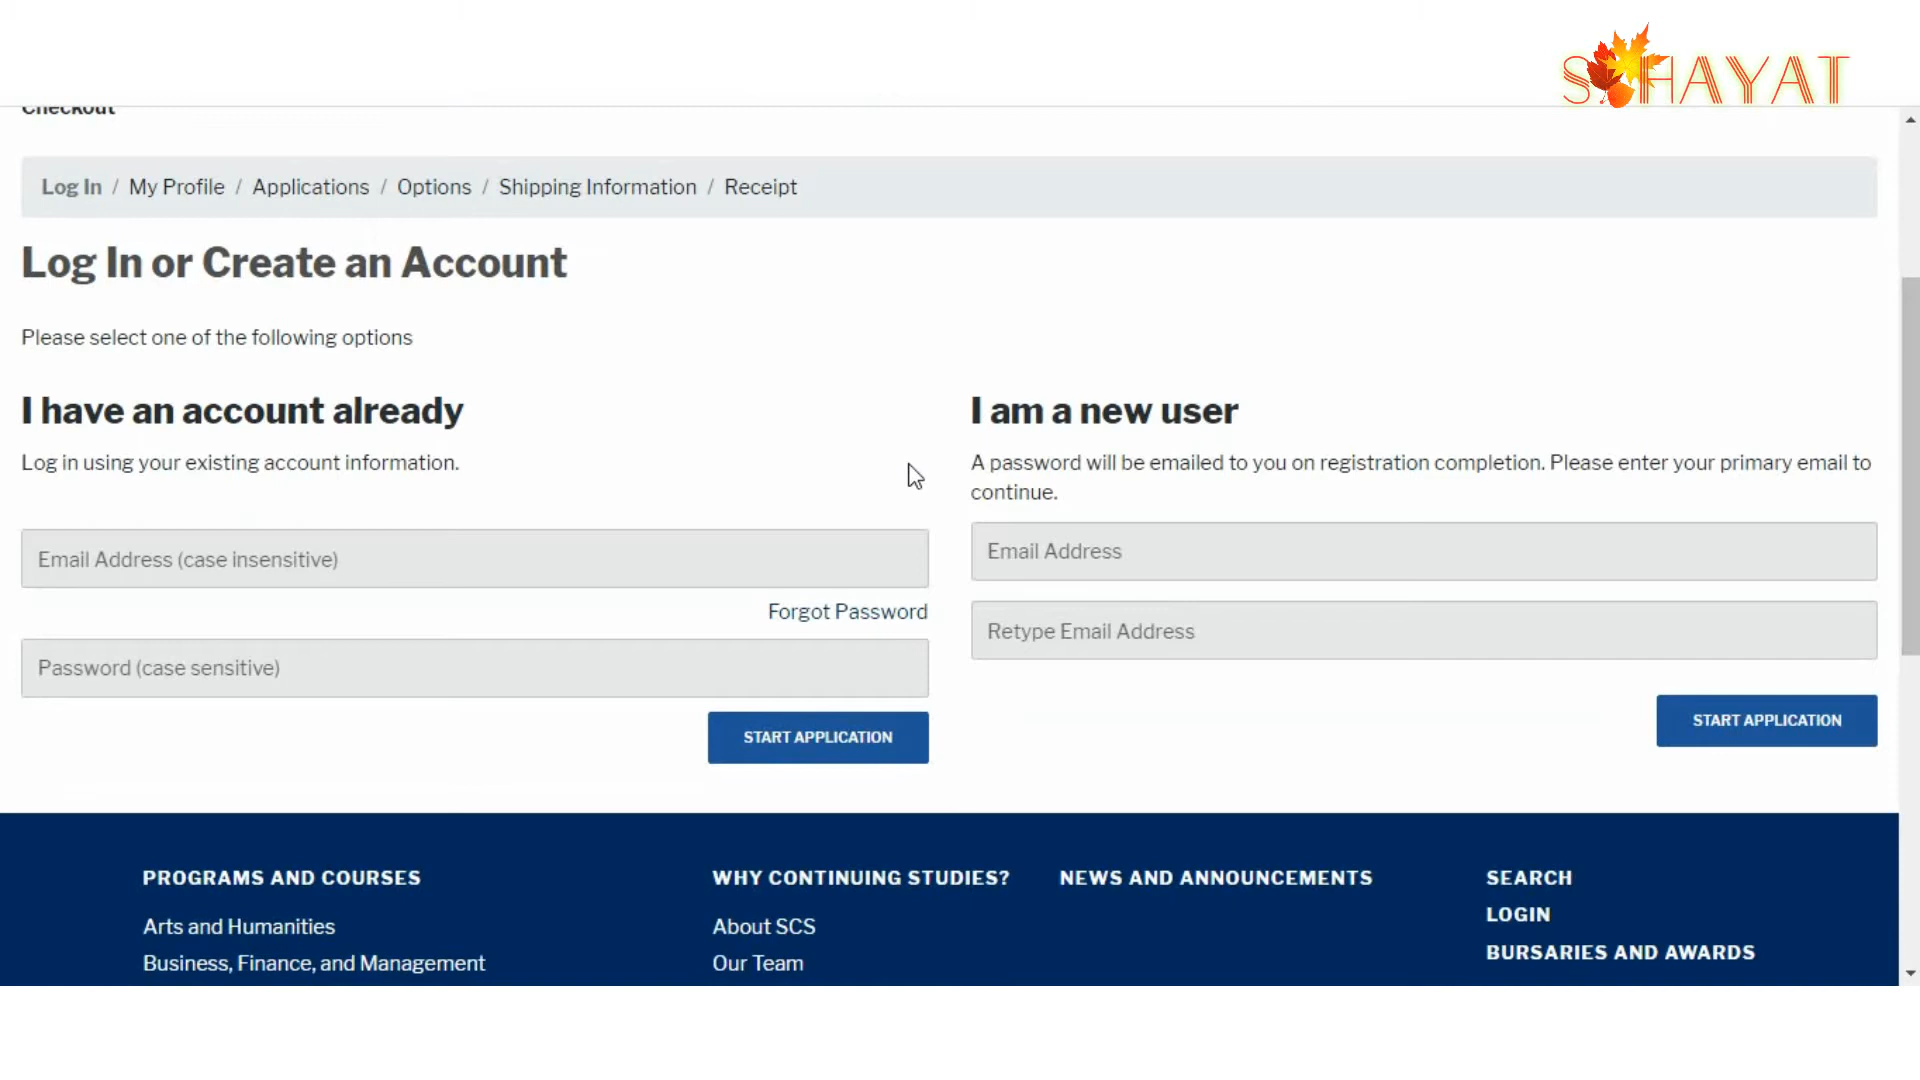 SOHAYAT
Checkout
Log In / My Profile / Applications / Options / Shipping Information / Receipt
Log In or Create an Account
Please select one of the following options
I have an account already
Log in using your existing account information.
Email Address (case insensitive)
Forgot Password
Password (case sensitive)
START APPLICATION
I am a new user
A password will be emailed to you on registration completion. Please enter your primary email to
continue.
Email Address
Retype Email Address
START APPLICATION
PROGRAMS AND COURSES
Arts and Humanities
Business, Finance, and Management
WHY CONTINUING STUDIES?
About SCS
Our Team
NEWS AND ANNOUNCEMENTS
SEARCH
LOGIN
BURSARIES AND AWARDS